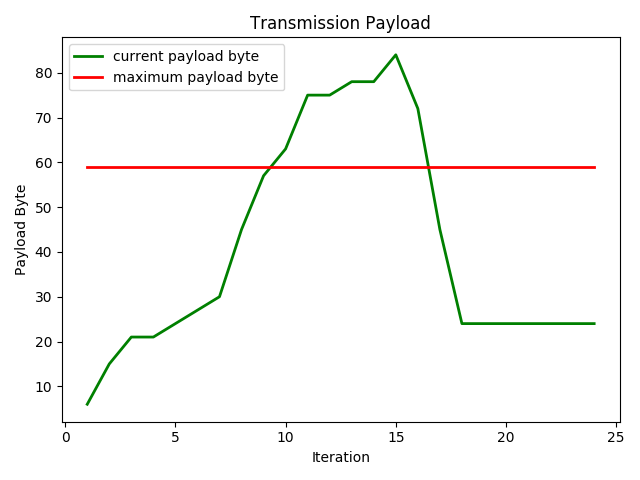 Transmission Payload
current payload byte
maximum payload byte
80
70
60
50
40
30
20
10
Payload Byte
0 5 10 15 20 25
Iteration